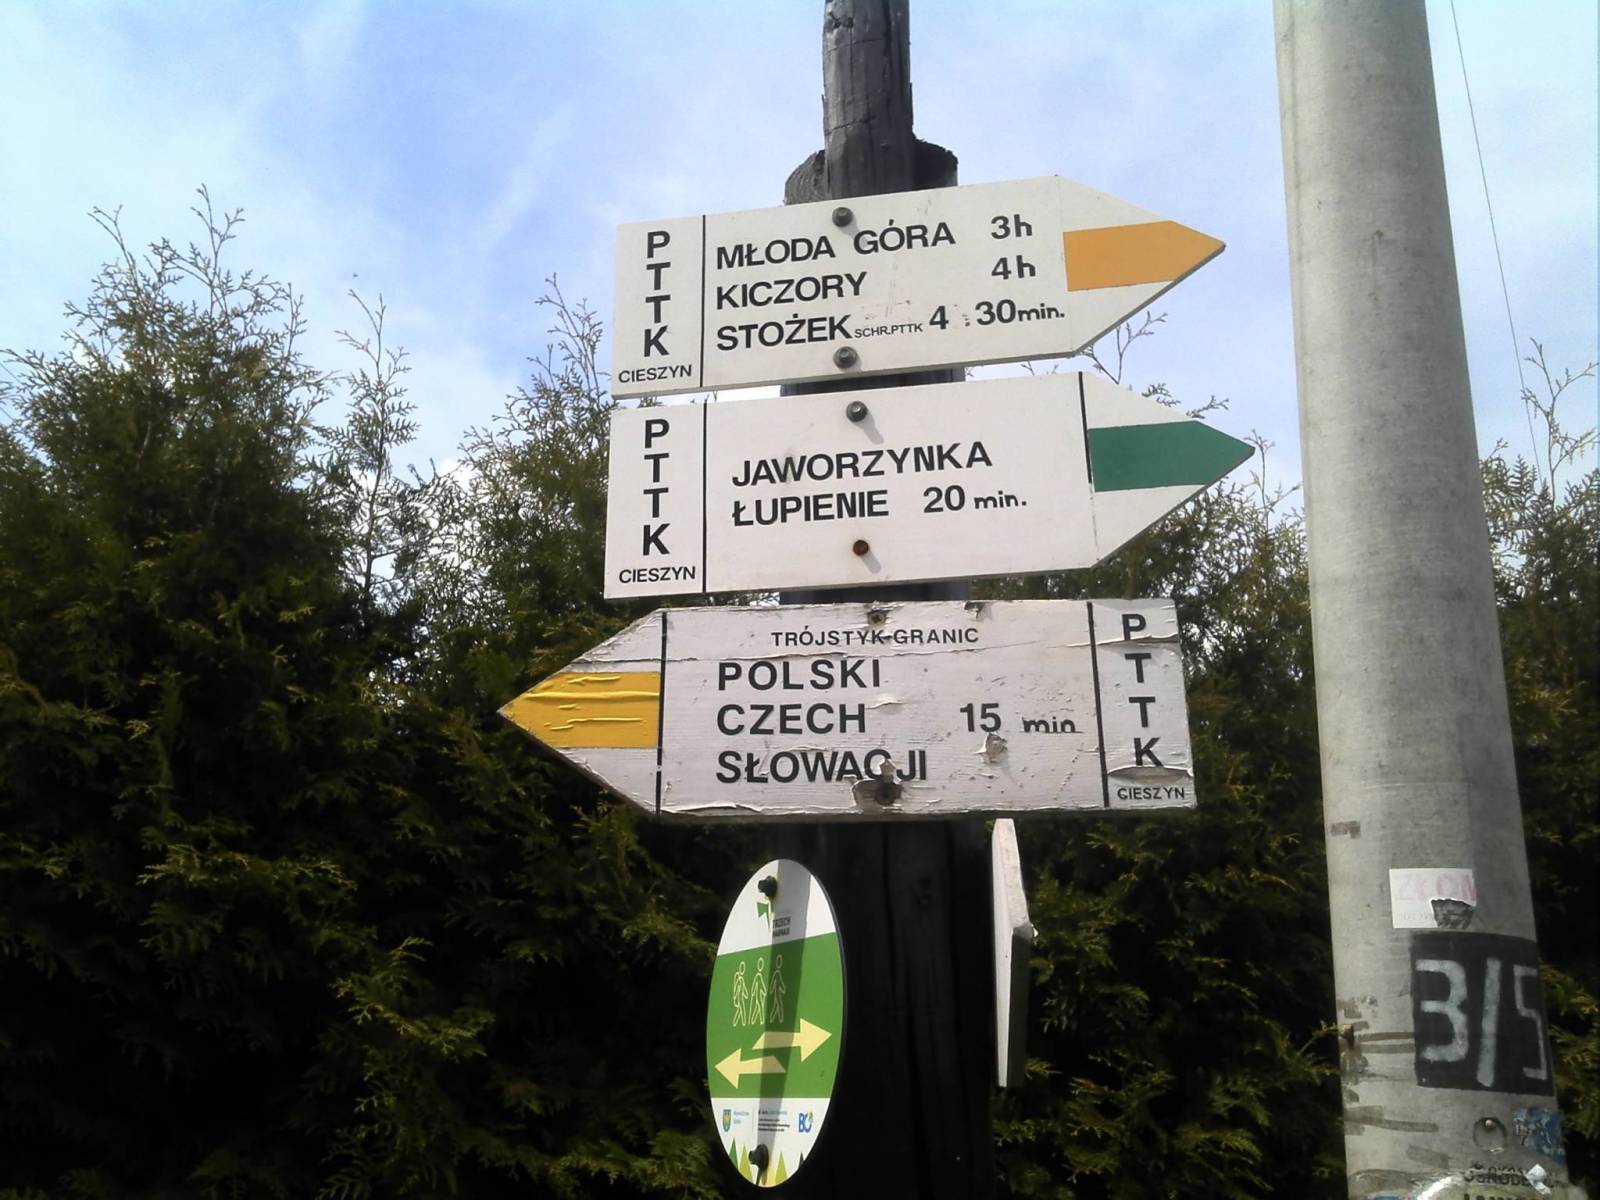 PTTK
CIESZYN
MŁODA GÓRA 3h
KICZORY 4h
STOŻEK SCHR.PTTK 4 30min.
PTTK
CIESZYN
JAWORZYNKA
ŁUPIENIE 20 min.
TRÓJSTYK-GRANIC
POLSKI
CZECH 15 min
SŁOWACJI
PTTK
CIESZYN
TRZECH
3/5